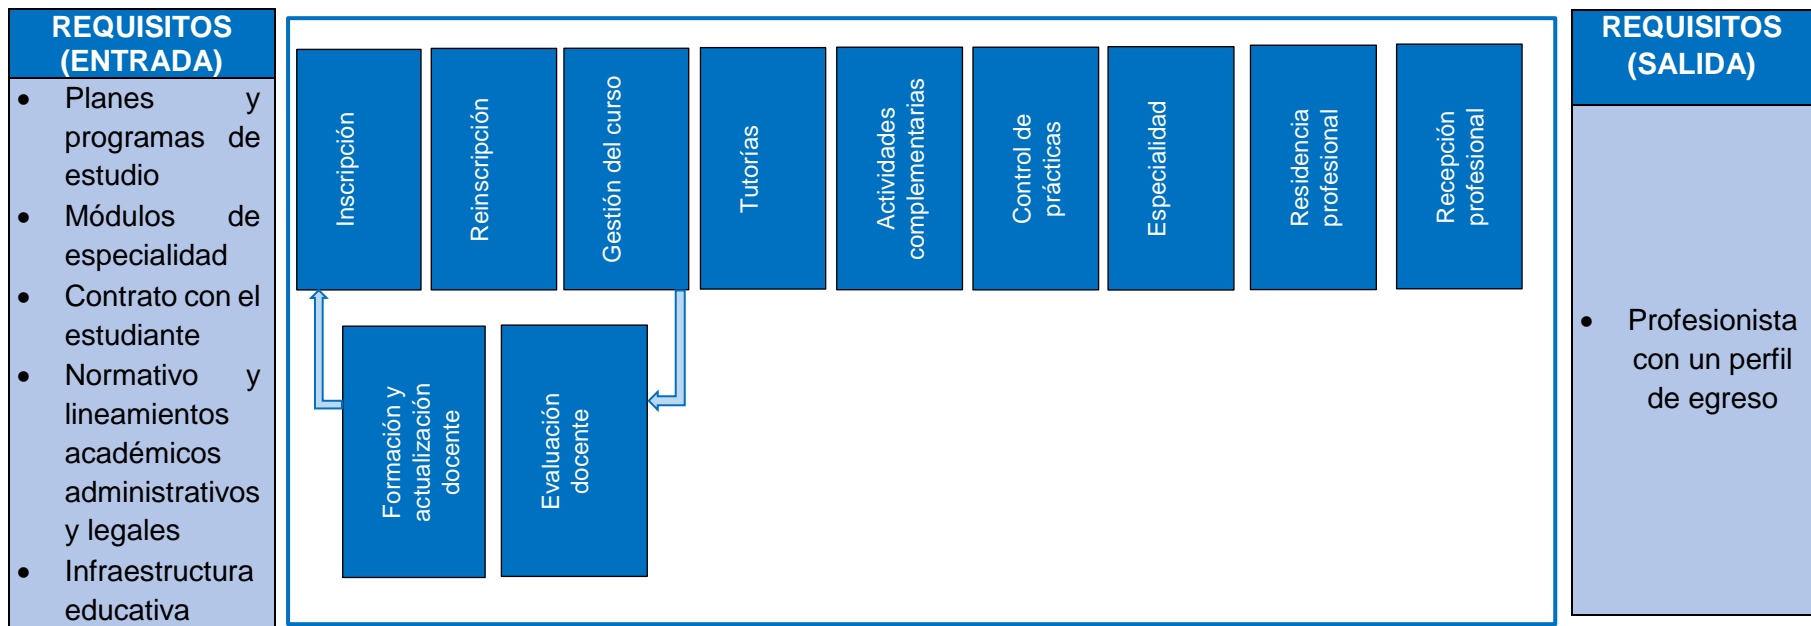 REQUISITOS
(ENTRADA)
• Planes y
programas de
estudio
• Módulos de
especialidad
• Contrato con el
estudiante
• Normativo y
lineamientos
académicos
administrativos
y legales
• Infraestructura
educativa
Inscripción
Reinscripción
Gestión del curso
Tutorías
Actividades
complementarias
Control de
prácticas
Especialidad
Residencia
profesional
Recepción
profesional
Formación y
actualización
docente
Evaluación
docente
REQUISITOS
(SALIDA)
• Profesionista
con un perfil
de egreso